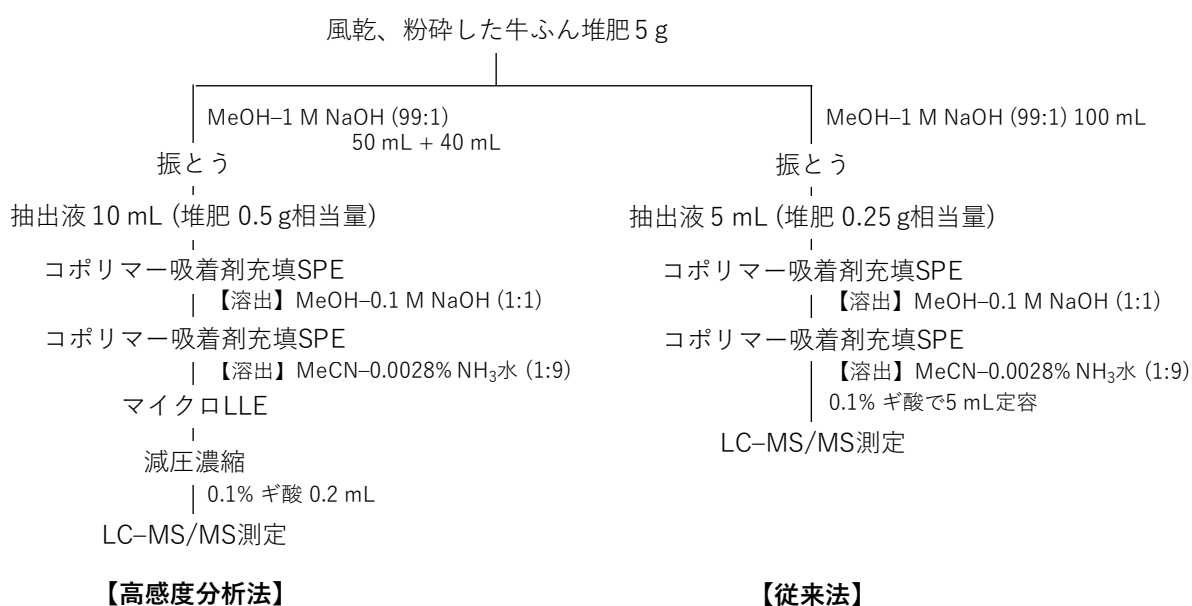 風乾、粉砕した牛ふん堆肥5 g
MeOH–1 M NaOH (99:1)
50 mL + 40 mL
振とう
抽出液 10 mL (堆肥 0.5 g相当量)
コポリマー吸着剤充填SPE
【溶出】MeOH–0.1 M NaOH (1:1)
コポリマー吸着剤充填SPE
【溶出】MeCN–0.0028% NH₃水 (1:9)
マイクロLLE
減圧濃縮
0.1% ギ酸 0.2 mL
LC–MS/MS測定
【高感度分析法】
MeOH–1 M NaOH (99:1) 100 mL
振とう
抽出液 5 mL (堆肥 0.25 g相当量)
コポリマー吸着剤充填SPE
【溶出】MeOH–0.1 M NaOH (1:1)
コポリマー吸着剤充填SPE
【溶出】MeCN–0.0028% NH₃水 (1:9)
0.1% ギ酸で5 mL定容
LC–MS/MS測定
【従来法】